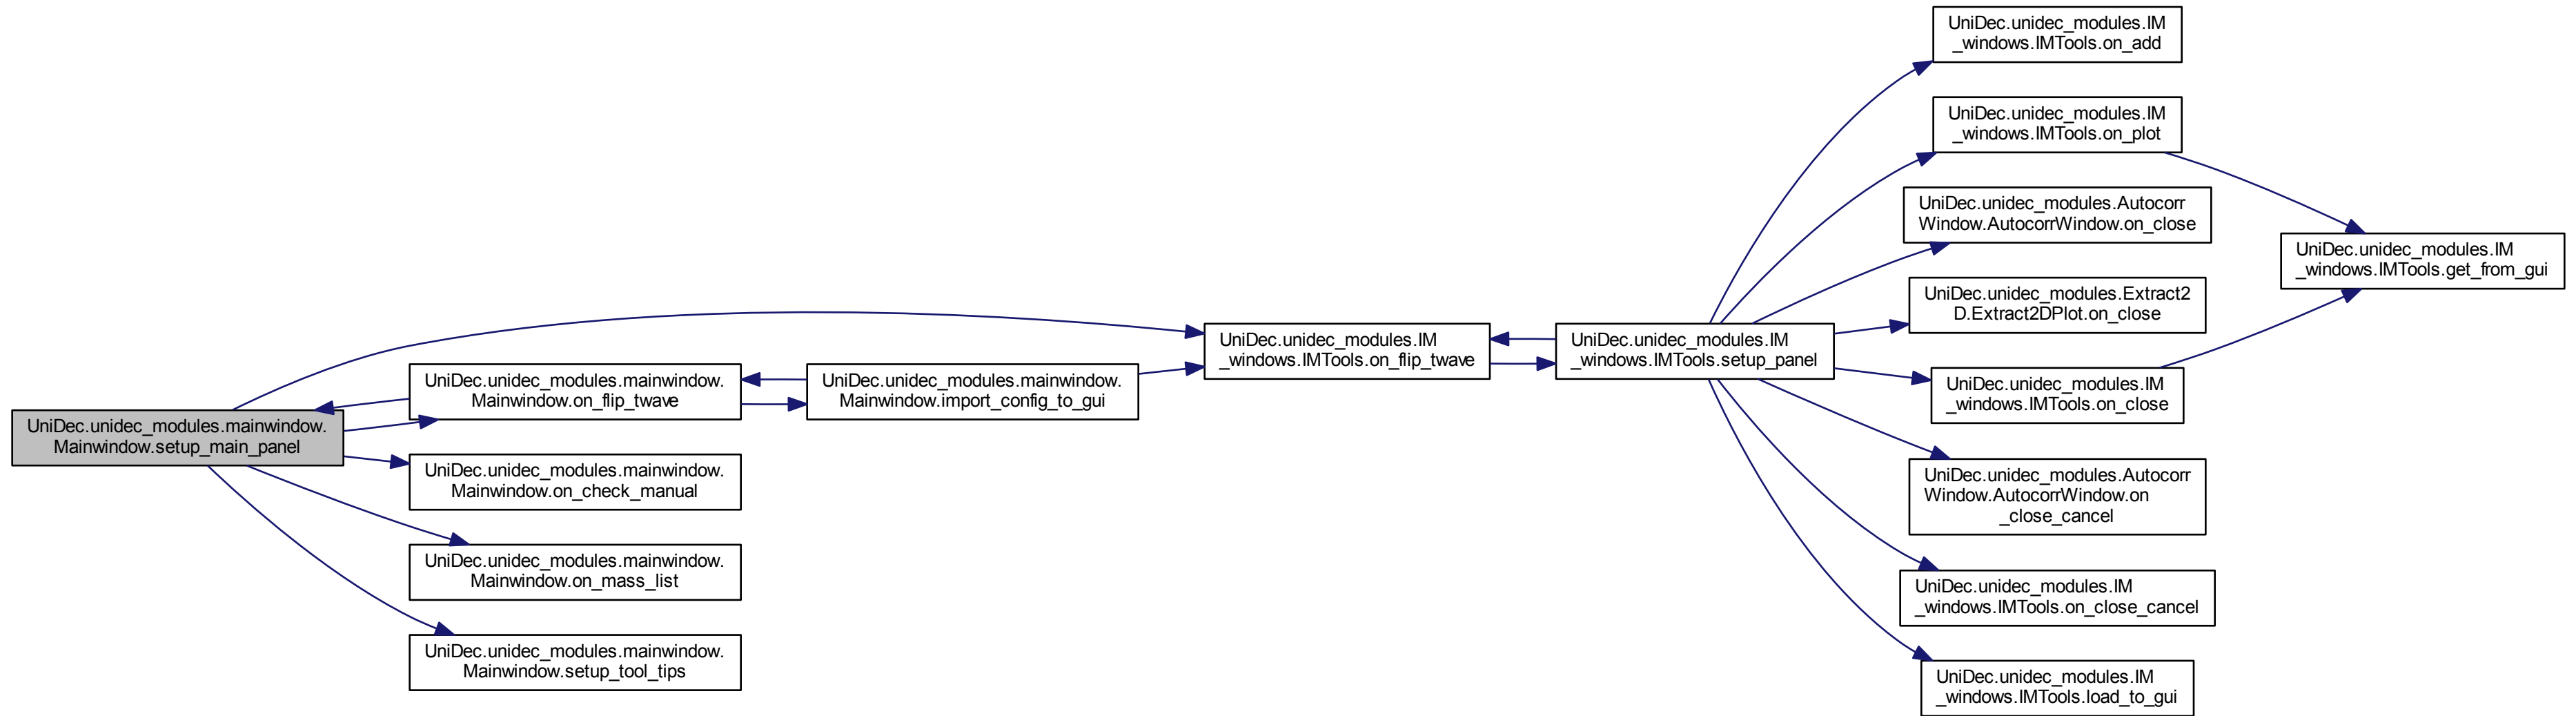 UniDec.unidec_modules.mainwindow.
Mainwindow.setup_main_panel
UniDec.unidec_modules.mainwindow.
Mainwindow.on_flip_twave
UniDec.unidec_modules.mainwindow.
Mainwindow.on_check_manual
UniDec.unidec_modules.mainwindow.
Mainwindow.on_mass_list
UniDec.unidec_modules.mainwindow.
Mainwindow.setup_tool_tips
UniDec.unidec_modules.mainwindow.
Mainwindow.import_config_to_gui
UniDec.unidec_modules.IM
_windows.IMTools.on_flip_twave
UniDec.unidec_modules.IM
_windows.IMTools.setup_panel
UniDec.unidec_modules.IM
_windows.IMTools.on_add
UniDec.unidec_modules.IM
_windows.IMTools.on_plot
UniDec.unidec_modules.Autocorr
Window.AutocorrWindow.on_close
UniDec.unidec_modules.Extract2
D.Extract2DPlot.on_close
UniDec.unidec_modules.IM
_windows.IMTools.on_close
UniDec.unidec_modules.Autocorr
Window.AutocorrWindow.on
_close_cancel
UniDec.unidec_modules.IM
_windows.IMTools.on_close_cancel
UniDec.unidec_modules.IM
_windows.IMTools.load_to_gui
UniDec.unidec_modules.IM
_windows.IMTools.get_from_gui